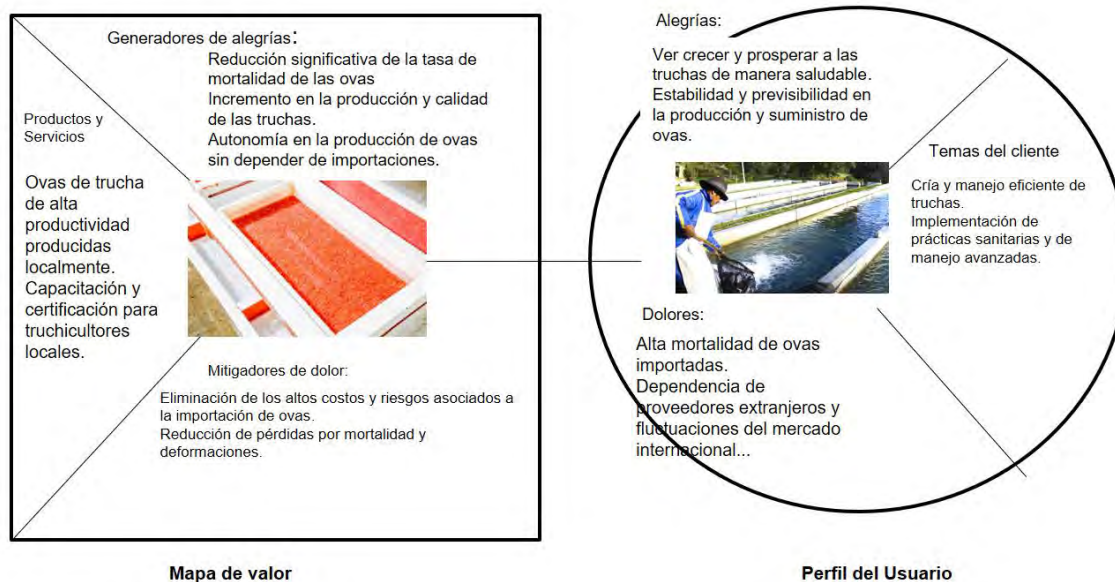 Generadores de alegrías:
Reducción significativa de la tasa de
mortalidad de las ovas
Incremento en la producción y calidad
de las truchas.
Autonomía en la producción de ovas
sin depender de importaciones.
Productos y
Servicios
Ovas de trucha
de alta
productividad
producidas
localmente.
Capacitación y
certificación para
truchicultores
locales.
Mitigadores de dolor:
Eliminación de los altos costos y riesgos asociados a
la importación de ovas.
Reducción de pérdidas por mortalidad y
deformaciones.
Mapa de valor
Alegrías:
Ver crecer y prosperar a las
truchas de manera saludable.
Estabilidad y previsibilidad en
la producción y suministro de
ovas.
Temas del cliente
Cría y manejo eficiente de
truchas.
Implementación de
prácticas sanitarias y de
manejo avanzadas.
Dolores:
Alta mortalidad de ovas
importadas.
Dependencia de
proveedores extranjeros y
fluctuaciones del mercado
internacional...
Perfil del Usuario